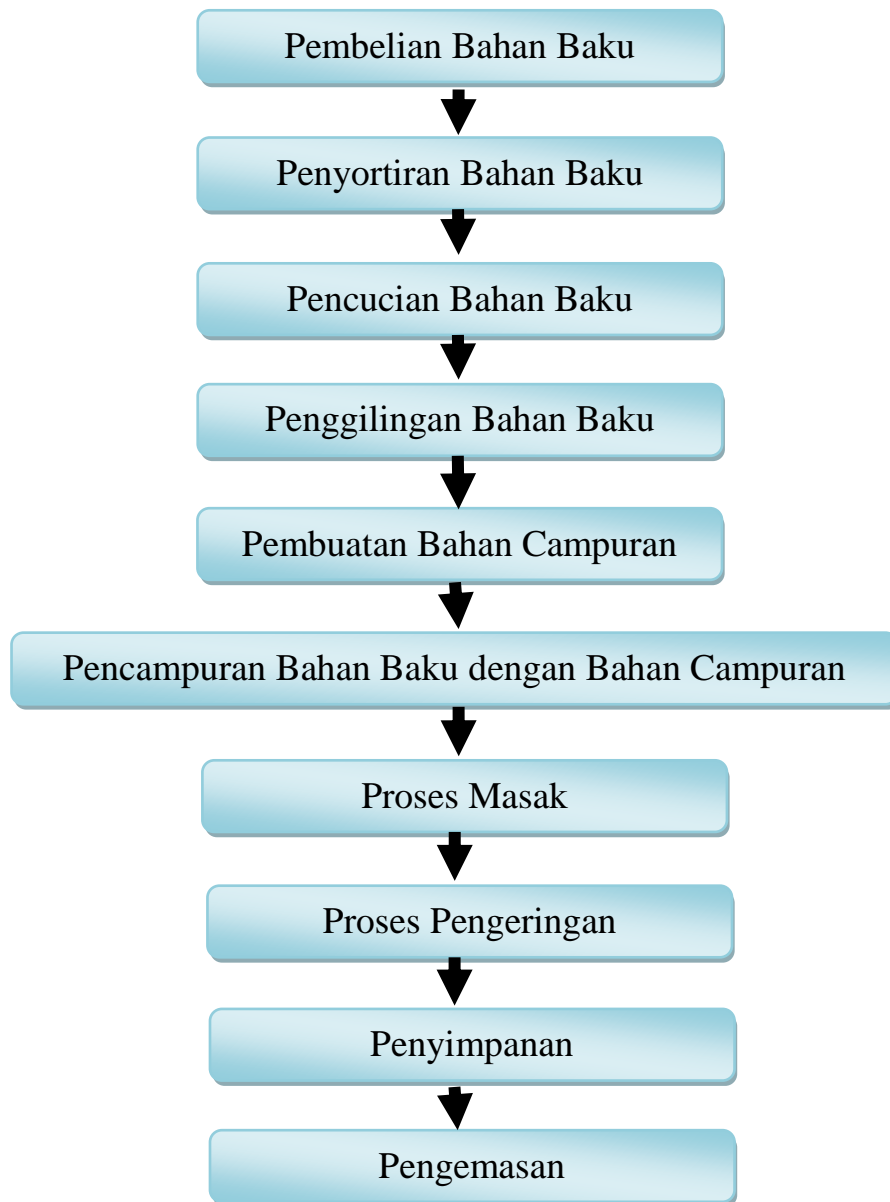 Pembelian Bahan Baku
Penyortiran Bahan Baku
Pencucian Bahan Baku
Penggilingan Bahan Baku
Pembuatan Bahan Campuran
Pencampuran Bahan Baku dengan Bahan Campuran
Proses Masak
Proses Pengeringan
Penyimpanan
Pengemasan